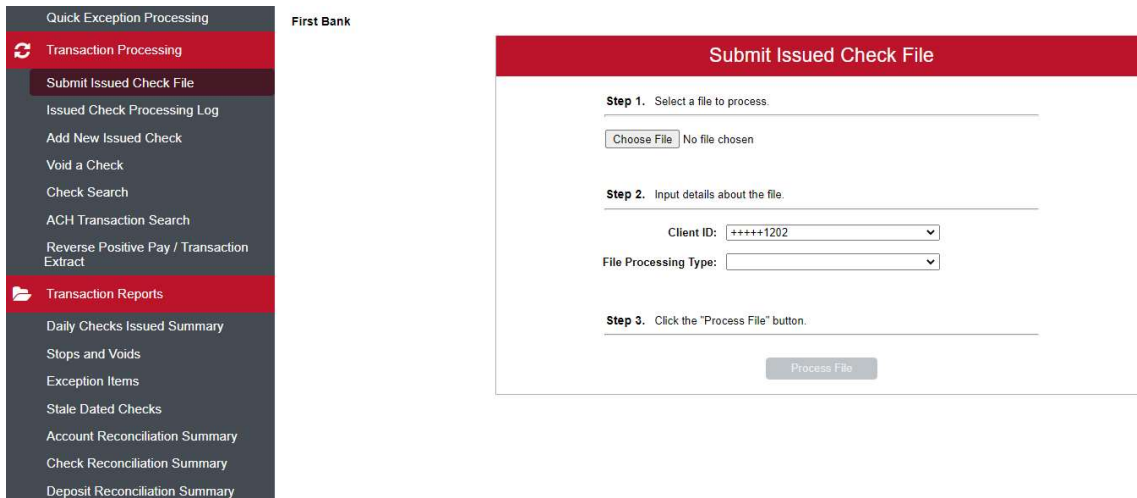 Quick Exception Processing
Transaction Processing
Submit Issued Check File
Issued Check Processing Log
Add New Issued Check
Void a Check
Check Search
ACH Transaction Search
Reverse Positive Pay / Transaction
Extract
Transaction Reports
Daily Checks Issued Summary
Stops and Voids
Exception Items
Stale Dated Checks
Account Reconciliation Summary
Check Reconciliation Summary
Deposit Reconciliation Summary
First Bank
Submit Issued Check File
Step 1. Select a file to process.
Choose File No file chosen
Step 2. Input details about the file.
Client ID: +++++1202
File Processing Type:
Step 3. Click the "Process File" button.
Process File